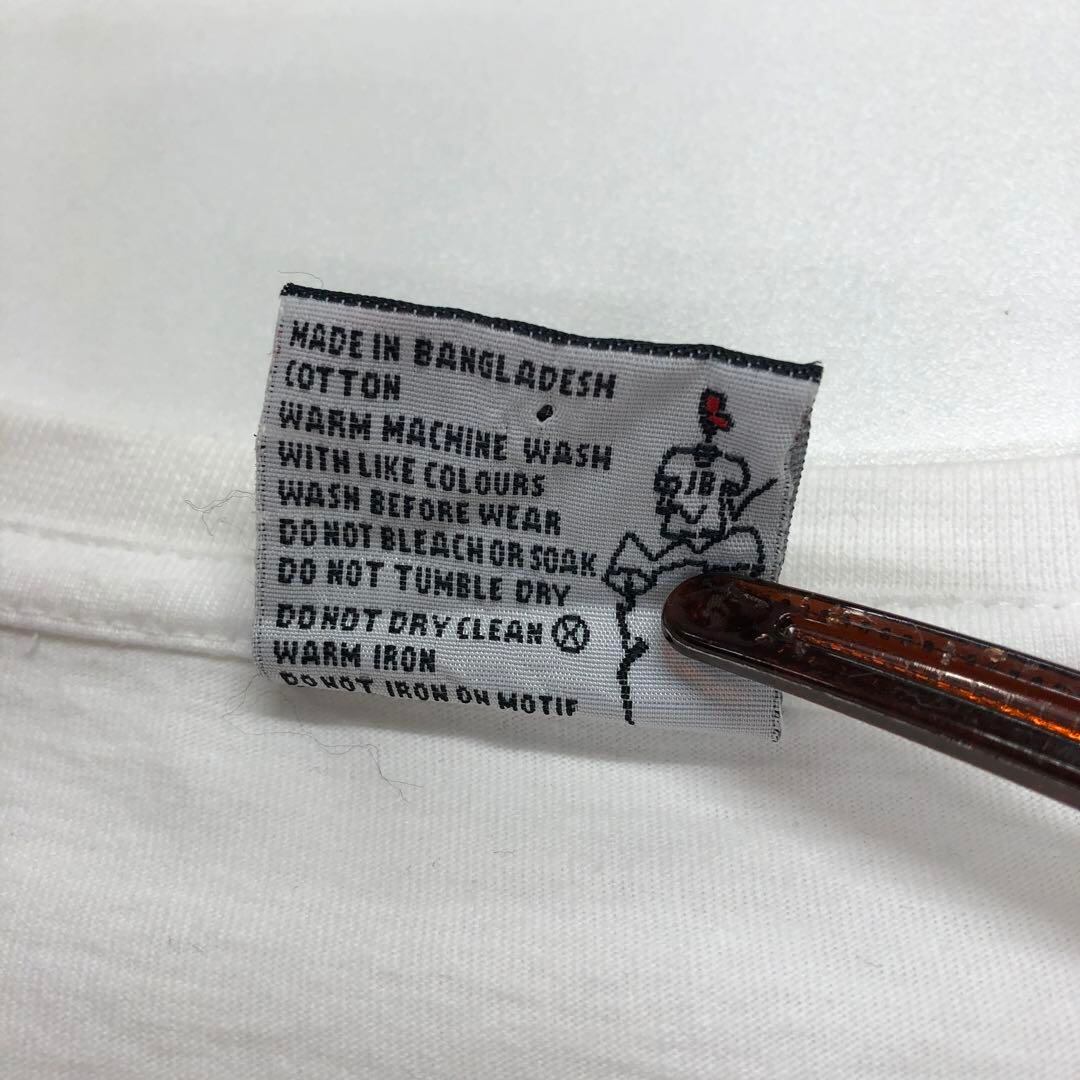 MADE IN BANGLADESH
COTTON
WARM MACHINE WASH
WITH LIKE COLOURS
WASH BEFORE WEAR
DO NOT BLEACH OR SOAK
DO NOT TUMBLE DRY
DO NOT DRY CLEAN Ⓧ
WARM IRON
DO NOT IRON ON MOTIF
JB